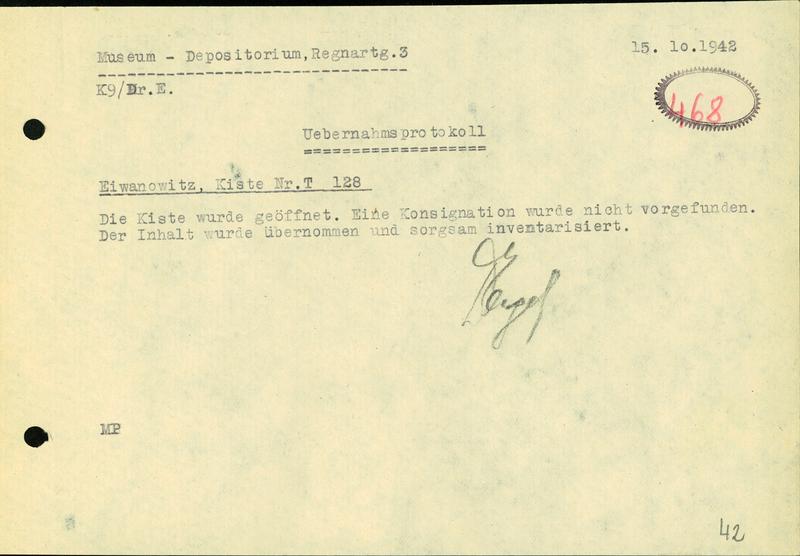 Museum - Depositorium,Regnartg.3
15. lo.1942
K9/Dr.E.
468
Uebernahmsprotokoll
Eiwanowitz, Kiste Nr.T 128
Die Kiste wurde geöffnet. Eine Konsignation wurde nicht vorgefunden.
Der Inhalt wurde übernommen und sorgsam inventarisiert.
MP
42